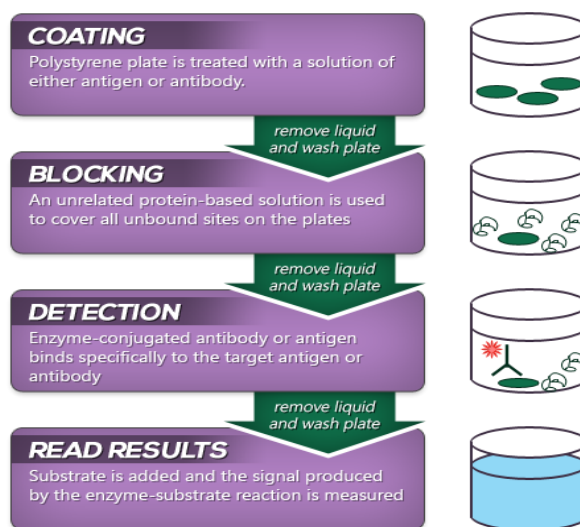 COATING
Polystyrene plate is treated with a solution of
either antigen or antibody.
remove liquid
and wash plate
BLOCKING
An unrelated protein-based solution is used
to cover all unbound sites on the plates
remove liquid
and wash plate
DETECTION
Enzyme-conjugated antibody or antigen
binds specifically to the target antigen or
antibody
remove liquid
and wash plate
READ RESULTS
Substrate is added and the signal produced
by the enzyme-substrate reaction is measured